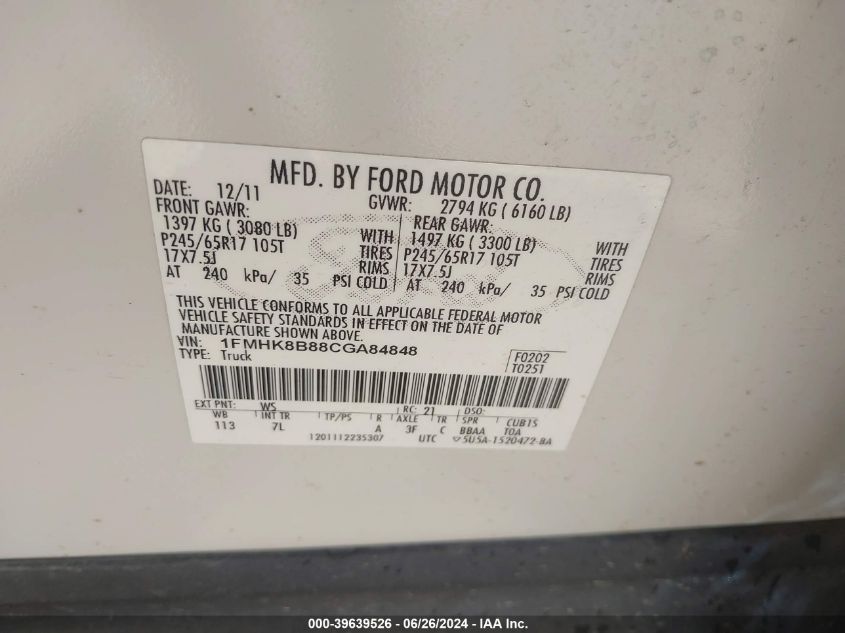 MFD. BY FORD MOTOR CO.
DATE: 12/11 GVWR: 2794 KG ( 6160 LB)
FRONT GAWR: REAR GAWR:
1397 KG ( 3080 LB) WITH 1497 KG ( 3300 LB) WITH
P245/65R17 105T TIRES P245/65R17 105T TIRES
17X7.5J RIMS 17X7.5J RIMS
AT 240 kPa/ 35 PSI COLD AT 240 kPa/ 35 PSI COLD
THIS VEHICLE CONFORMS TO ALL APPLICABLE FEDERAL MOTOR
VEHICLE SAFETY STANDARDS IN EFFECT ON THE DATE OF
MANUFACTURE SHOWN ABOVE.
VIN: 1FMHK8B88CGA84848
TYPE: Truck
F0202
T0251
EXT PNT: WS RC: 21 DSO:
WB INT TR TP/PS R AXLE TR SPR CUB1S
113 7L A 3F C BBAA TOA
1201112235307 UTC 5U5A-1520472-BA
000-39639526 - 06/26/2024 - © IAA Inc.